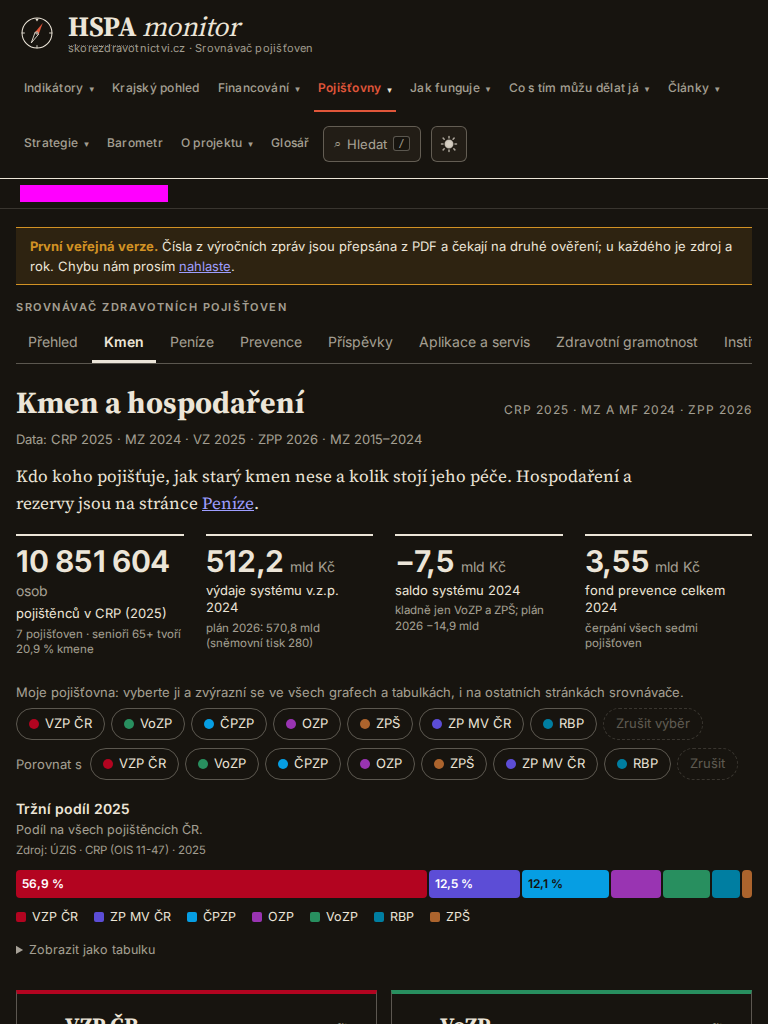 HSPA monitor
skorezdravotnictvi.cz · Srovnávač pojišťoven
Indikátory ▾ Krajský pohled Financování ▾ Pojišťovny ▾ Jak funguje ▾ Co s tím můžu dělat já ▾ Články ▾
Strategie ▾ Barometr O projektu ▾ Glosář Hledat /
První veřejná verze. Čísla z výročních zpráv jsou přepsána z PDF a čekají na druhé ověření; u každého je zdroj a
rok. Chybu nám prosím nahlaste.
SROVNÁVAČ ZDRAVOTNÍCH POJIŠŤOVEN
Přehled Kmen Peníze Prevence Příspěvky Aplikace a servis Zdravotní gramotnost Insti
Kmen a hospodaření
CRP 2025 · MZ A MF 2024 · ZPP 2026
Data: CRP 2025 · MZ 2024 · VZ 2025 · ZPP 2026 · MZ 2015–2024
Kdo koho pojišťuje, jak starý kmen nese a kolik stojí jeho péče. Hospodaření a
rezervy jsou na stránce Peníze.
10 851 604 osob
pojištěnců v CRP (2025)
7 pojišťoven · senioři 65+ tvoří
20,9 % kmene
512,2 mld Kč
výdaje systému v.z.p.
2024
plán 2026: 570,8 mld
(sněmovní tisk 280)
−7,5 mld Kč
saldo systému 2024
kladně jen VoZP a ZPŠ; plán
2026 −14,9 mld
3,55 mld Kč
fond prevence celkem
2024
čerpání všech sedmi
pojišťoven
Moje pojišťovna: vyberte ji a zvýrazní se ve všech grafech a tabulkách, i na ostatních stránkách srovnávače.
VZP ČR VoZP ČPZP OZP ZPŠ ZP MV ČR RBP Zrušit výběr
Porovnat s VZP ČR VoZP ČPZP OZP ZPŠ ZP MV ČR RBP Zrušit
Tržní podíl 2025
Podíl na všech pojištěncích ČR.
Zdroj: ÚZIS · CRP (OIS 11-47) · 2025
56,9 % 12,5 % 12,1 %
VZP ČR ZP MV ČR ČPZP OZP VoZP RBP ZPŠ
Zobrazit jako tabulku
VZP ČR VoZP